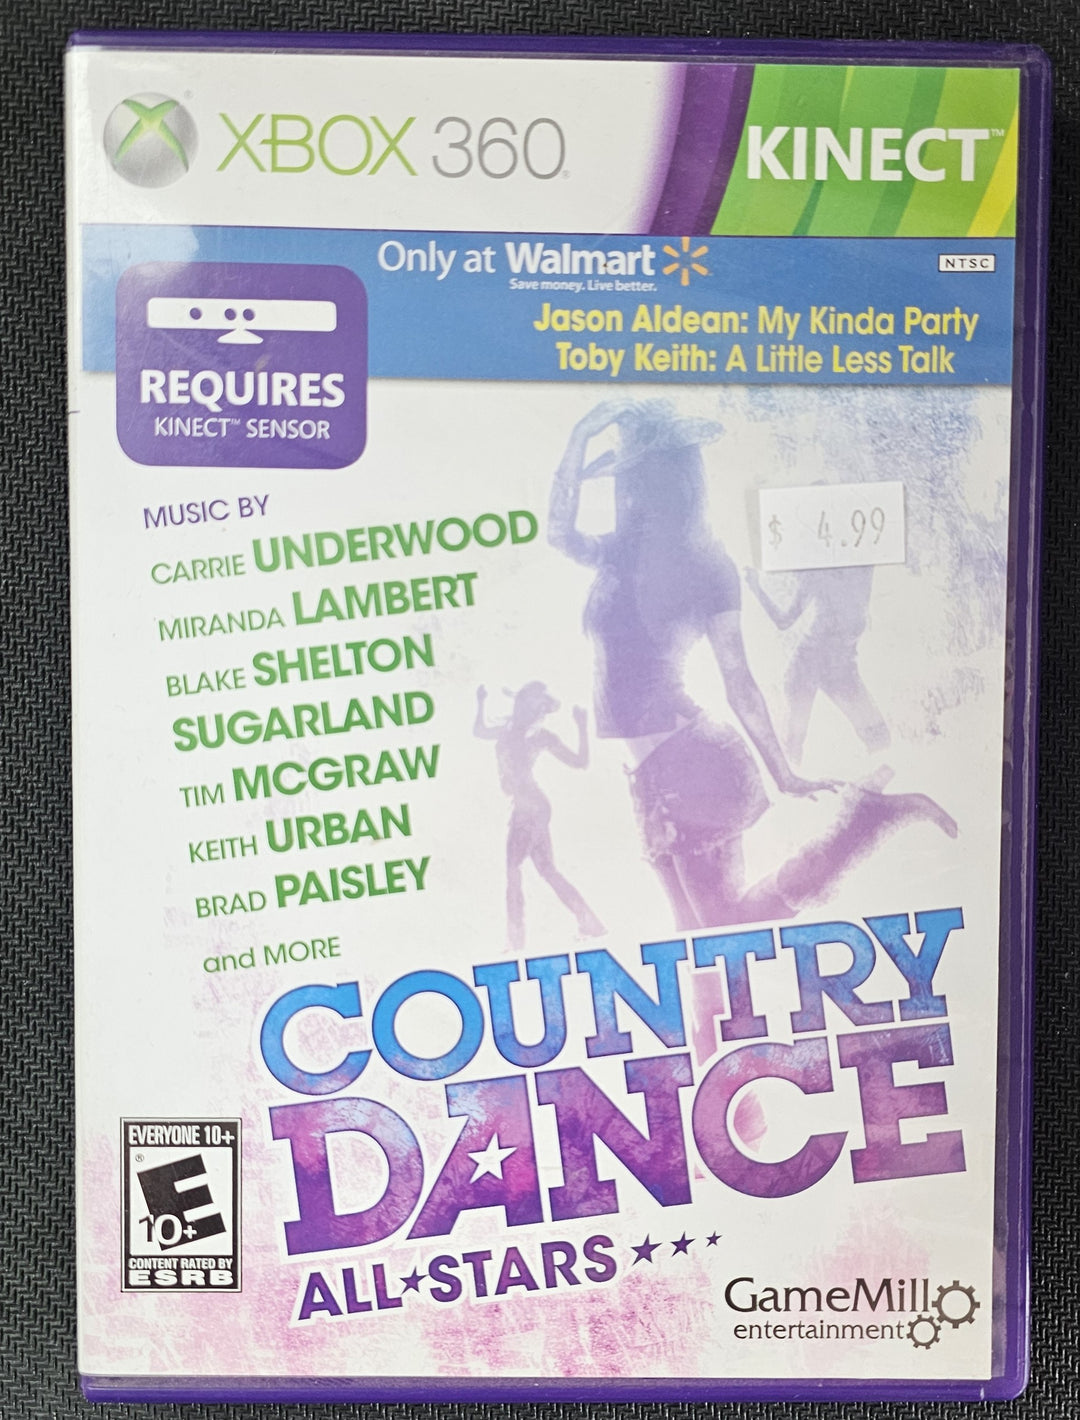 XBOX 360
KINECT™
Only at Walmart
Save money. Live better.
NTSC
Jason Aldean: My Kinda Party
Toby Keith: A Little Less Talk
REQUIRES
KINECT™ SENSOR
MUSIC BY
CARRIE UNDERWOOD
MIRANDA LAMBERT
BLAKE SHELTON
SUGARLAND
TIM MCGRAW
KEITH URBAN
BRAD PAISLEY
and MORE
$ 4.99
COUNTRY
DANCE
ALL★STARS ★★★
EVERYONE 10+
E
10+
CONTENT RATED BY
ESRB
GameMill
entertainment